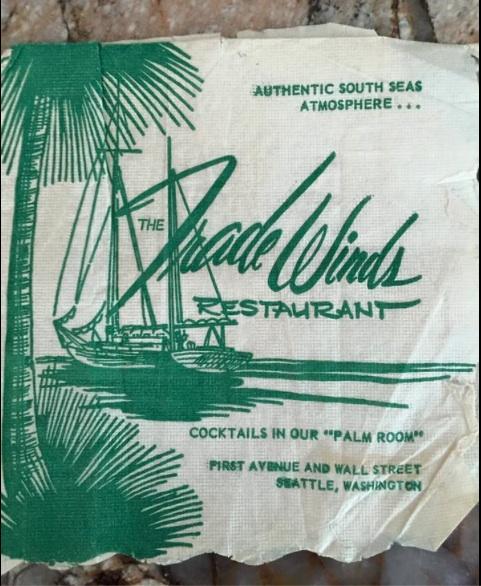 AUTHENTIC SOUTH SEAS
ATMOSPHERE...
THE Trade Winds
RESTAURANT
COCKTAILS IN OUR "PALM ROOM"
FIRST AVENUE AND WALL STREET
SEATTLE, WASHINGTON